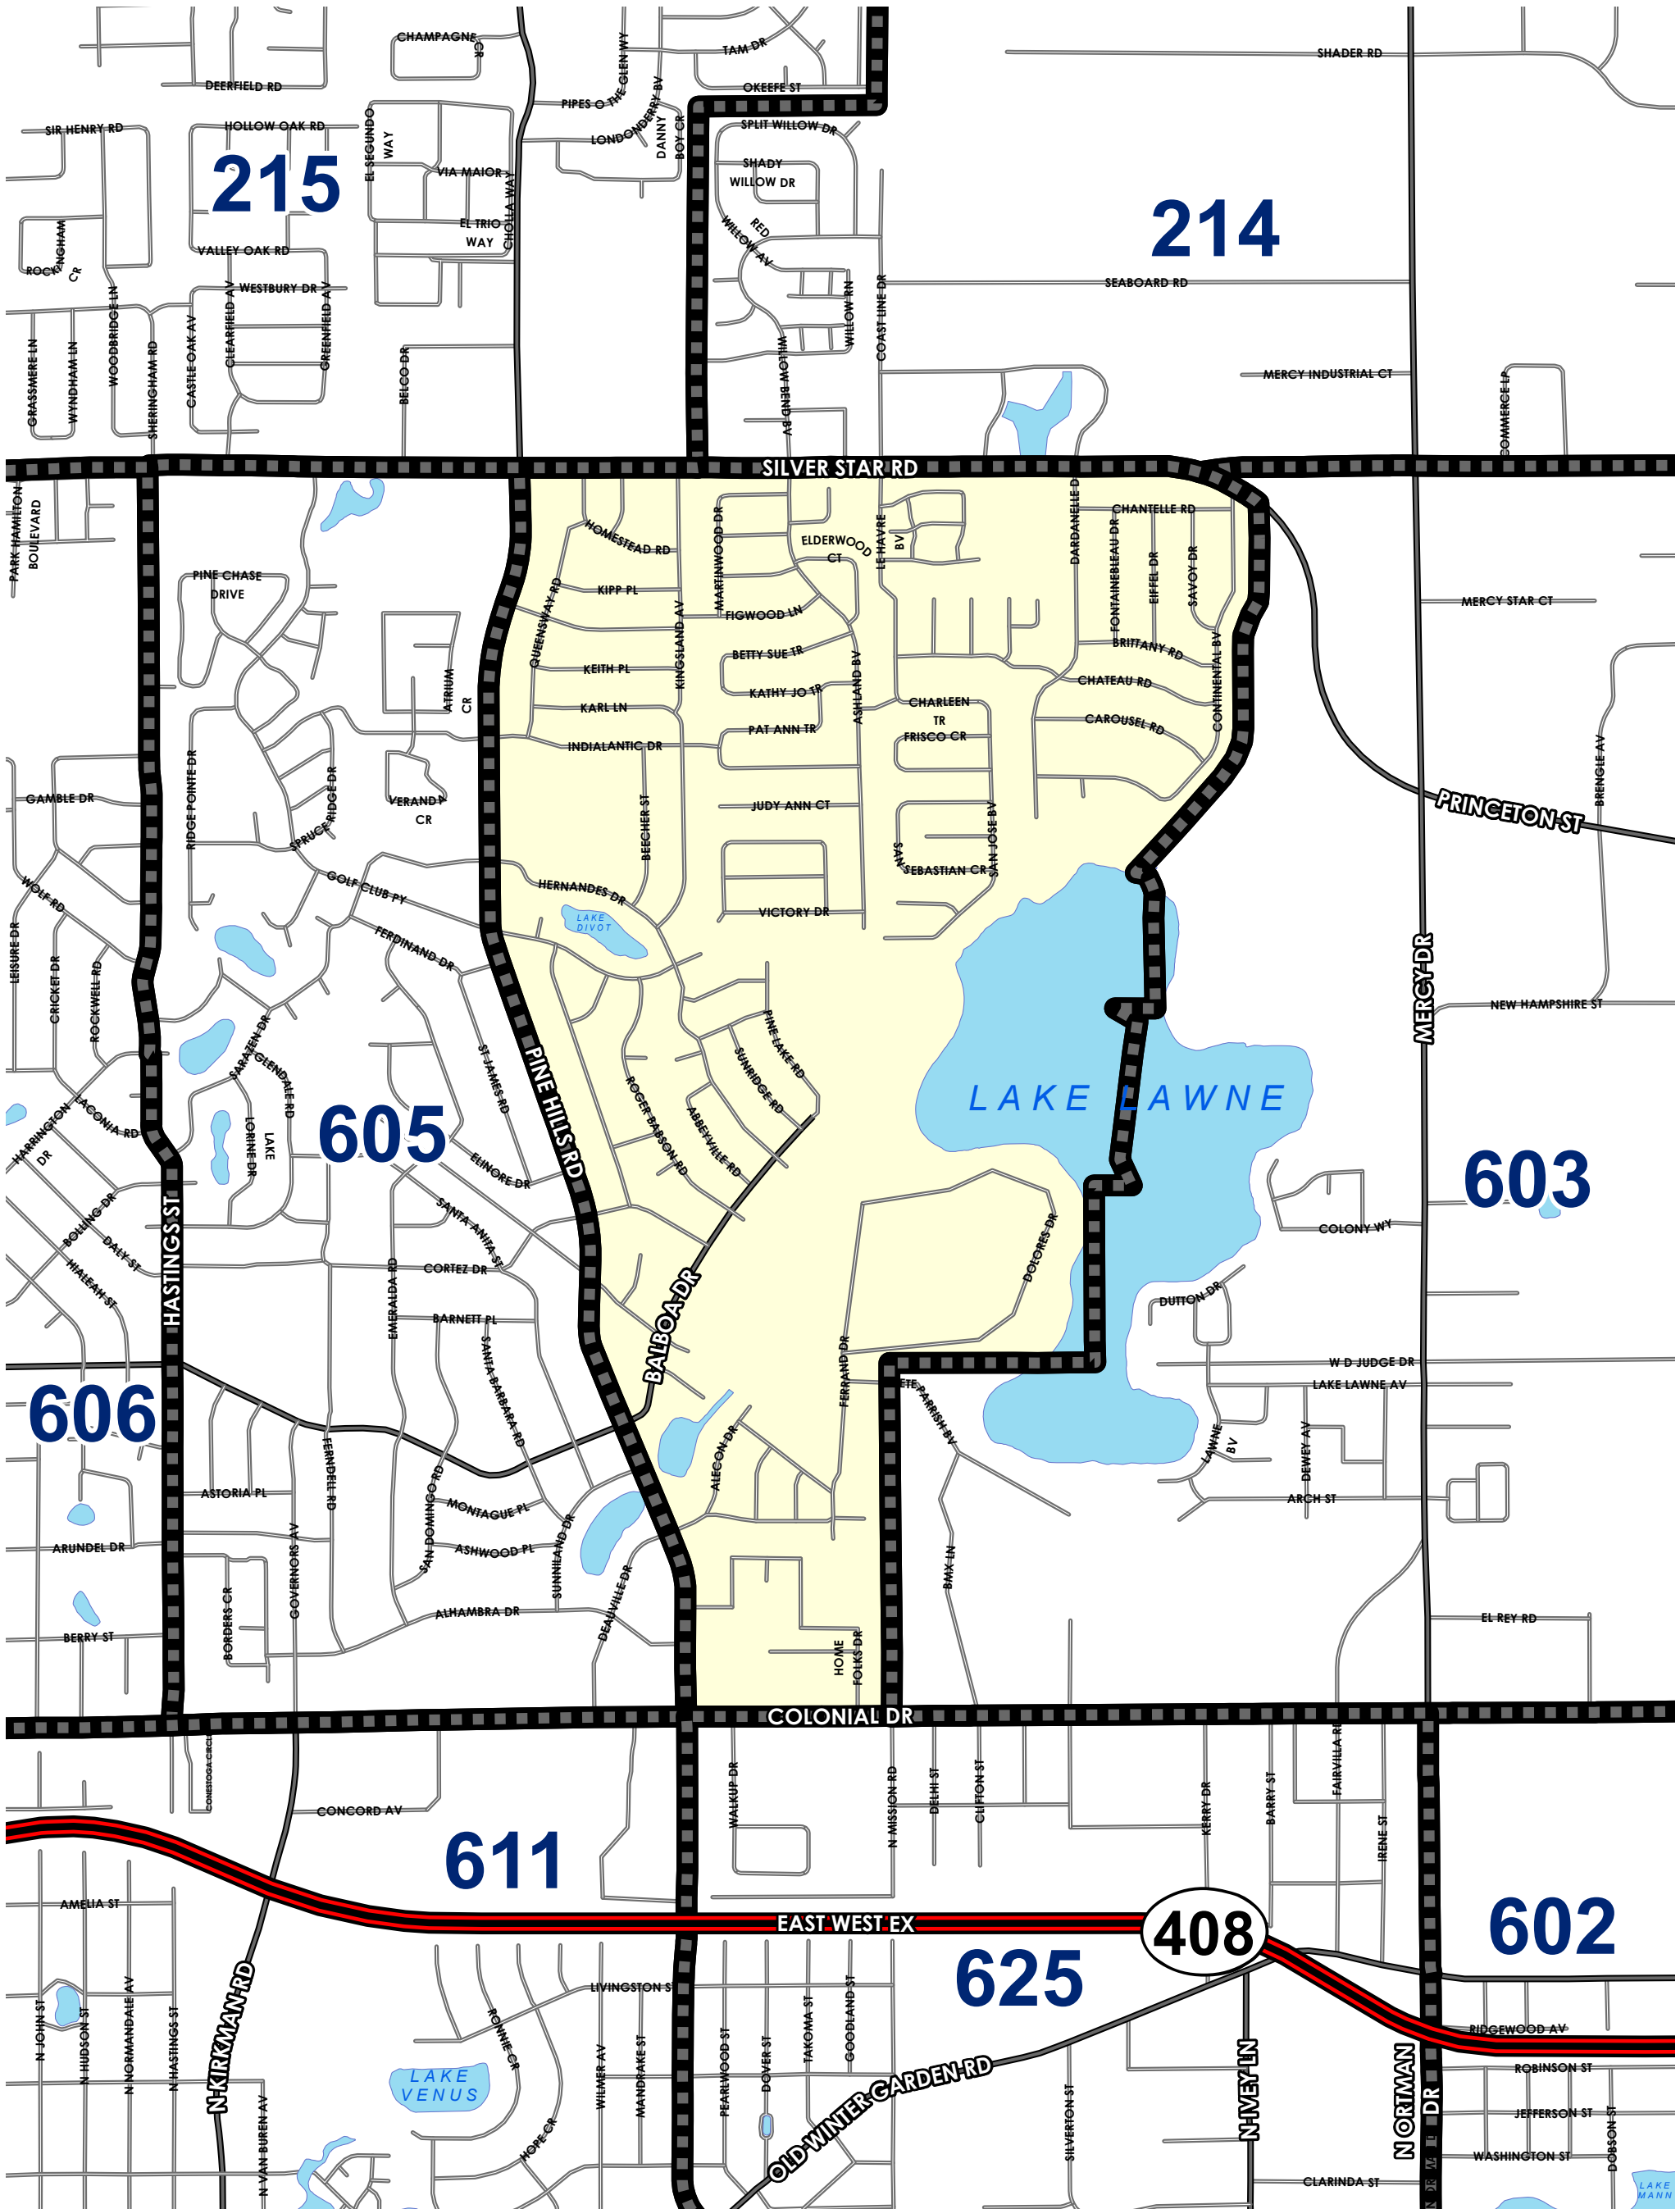 CHAMPAGNE
CR
TAM DR
SHADER RD
DEERFIELD RD
PIPES O THE GLEN WY
OKEEFE ST
LONDONDERRY BV
DANNY
BOY CR
SIR HENRY RD
HOLLOW OAK RD
EL SEGUNDO
WAY
SPLIT WILLOW DR
215
VIA MAIOR
SHADY
WILLOW DR
214
CHOLLA WAY
EL TRIO
WAY
RED
WILLOW AV
VALLEY OAK RD
CR
WESTBURY DR
SEABOARD RD
WILLOW RN
COAST LINE DR
GRASSMERE LN
WYNDHAM LN
WOODBRIDGE LN
SHERINGHAM RD
CASTLE OAK AV
CLEARFIELD AV
GREENFIELD AV
BELCO DR
WILLOW BEND BV
MERCY INDUSTRIAL CT
COMMERCE LP
SILVER STAR RD
PARK HAMILTON
BOULEVARD
HOMESTEAD RD
MARTINWOOD DR
ELDERWOOD
CT
LE HAVRE
BV
CHANTELLE RD
FONTAINEBLEAU DR
EIFFEL DR
SAVOY DR
PINE CHASE
DRIVE
KIPP PL
QUEENSWAY RD
KINGSLAND AV
FIGWOOD LN
MERCY STAR CT
BETTY SUE TR
BRITTANY RD
KEITH PL
KATHY JO TR
ASHLAND BV
CHATEAU RD
CONTINENTAL BV
ATRIUM
CR
KARL LN
CHARLEEN
TR
PAT ANN TR
FRISCO CR
CAROUSEL RD
INDIALANTIC DR
RIDGE POINTE DR
SPRUCE RIDGE DR
GAMBLE DR
VERANDA
CR
BEECHER ST
JUDY ANN CT
SAN JOSE BV
BRENGLE AV
PRINCETON ST
SAN
SEBASTIAN CR
WOLF RD
GOLF CLUB PY
HERNANDES DR
VICTORY DR
LAKE
DIVOT
LEISURE DR
CRICKET DR
ROCKWELL RD
FERDINAND DR
MERCY DR
NEW HAMPSHIRE ST
SARAZEN DR
GLENDALE RD
ST JAMES RD
PINE HILLS RD
PINE LAKE RD
SUNRIDGE RD
LAKE LAWNE
HARRINGTON
DR
LACONIA RD
LORINE DR
LAKE
605
ROGER BABSON RD
ABBEYVILLE RD
ELINORE DR
603
HASTINGS ST
BOLLING DR
DALY ST
HIALEAH ST
SANTA ANITA ST
COLONY WY
CORTEZ DR
DOLORES DR
EMERALDA RD
BARNETT PL
BALBOA DR
DUTTON DR
SANTA BARBARA RD
FERRAND DR
W D JUDGE DR
LAKE LAWNE AV
606
LAWNE
BV
DEWEY AV
ALECON DR
FERNDELL RD
ASTORIA PL
SAN DOMINGO RD
MONTAGUE PL
ARCH ST
ARUNDEL DR
GOVERNORS AV
ASHWOOD PL
SUNNILAND DR
DEAUVILLE DR
BMX LN
BORDERS CR
ALHAMBRA DR
BERRY ST
HOME
FOLKS DR
EL REY RD
COLONIAL DR
WALKUP DR
N MISSION RD
DELHI ST
CLIFTON ST
KERRY DR
BARRY ST
IRENE ST
CONCORD AV
611
AMELIA ST
EAST WEST EX
408
602
625
N KIRKMAN RD
LIVINGSTON
N JOHN ST
N HUDSON ST
N NORMANDALE AV
N HASTINGS ST
RONNIE CR
LAKE
VENUS
WILMER AV
MANDRAKE ST
PEARLWOOD ST
DOVER ST
TAKOMA ST
GOODLAND ST
RIDGEWOOD AV
ROBINSON ST
OLD WINTER GARDEN RD
N IVEY LN
N ORTMAN
DR
JEFFERSON ST
N VAN BUREN AV
HOPE CR
SILVERTON ST
WASHINGTON ST
DOBSON ST
CLARINDA ST
LAKE
MANN